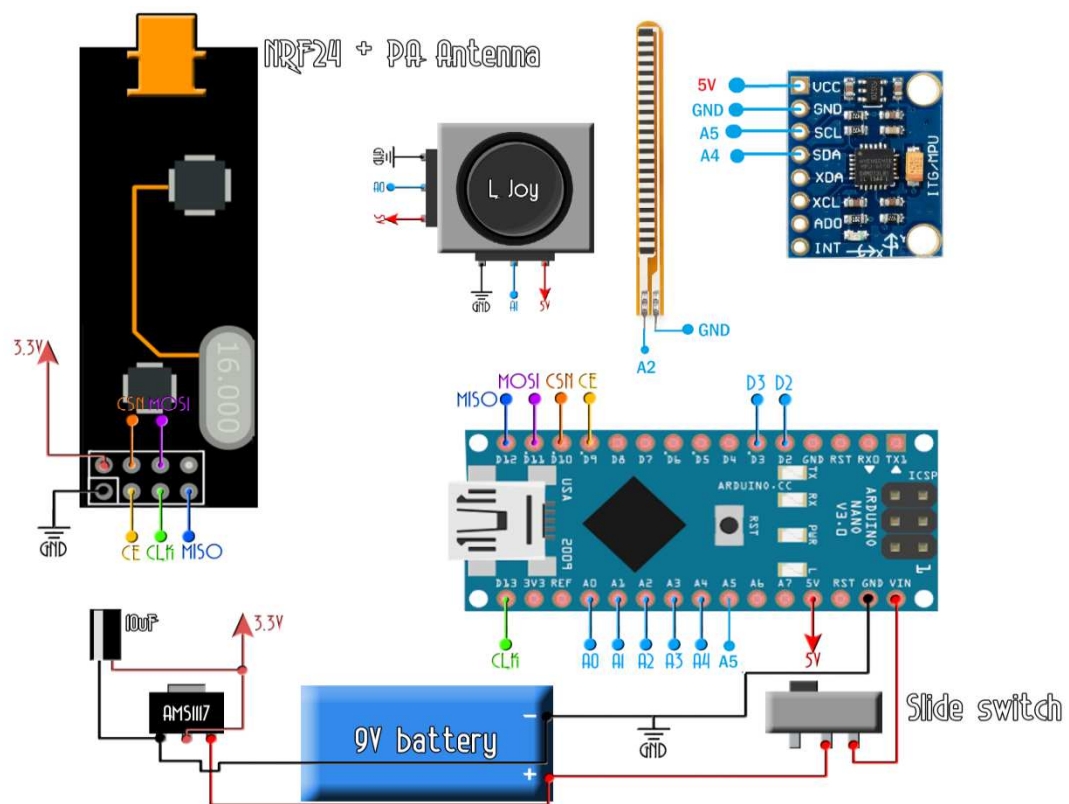 NRF24 + PA Antenna
3.3V
16.000
CSN MOSI
GND
CE CLK MISO
L Joy
GND
A0
5V
GND
A1
5V
GND
A2
5V
GND
A5
A4
VCC
GND
SCL
SDA
XDA
XCL
ADO
INT
ITG/MPU
Y
X
MISO
MOSI CSN CE
D3 D2
D12 D11 D10 D9 D8 D7 D6 D5 D4 D3 D2 GND RST RX0 TX1
ARDUINO.CC
USA
2009
RST
TX
RX
PWR
L
ICSP
ARDUINO
NANO
V3.0
1
D13 3V3 REF A0 A1 A2 A3 A4 A5 A6 A7 5V RST GND VIN
CLK
A0 A1 A2 A3 A4 A5
5V
10uF
3.3V
AMS1117
9V battery
-
+
GND
Slide switch